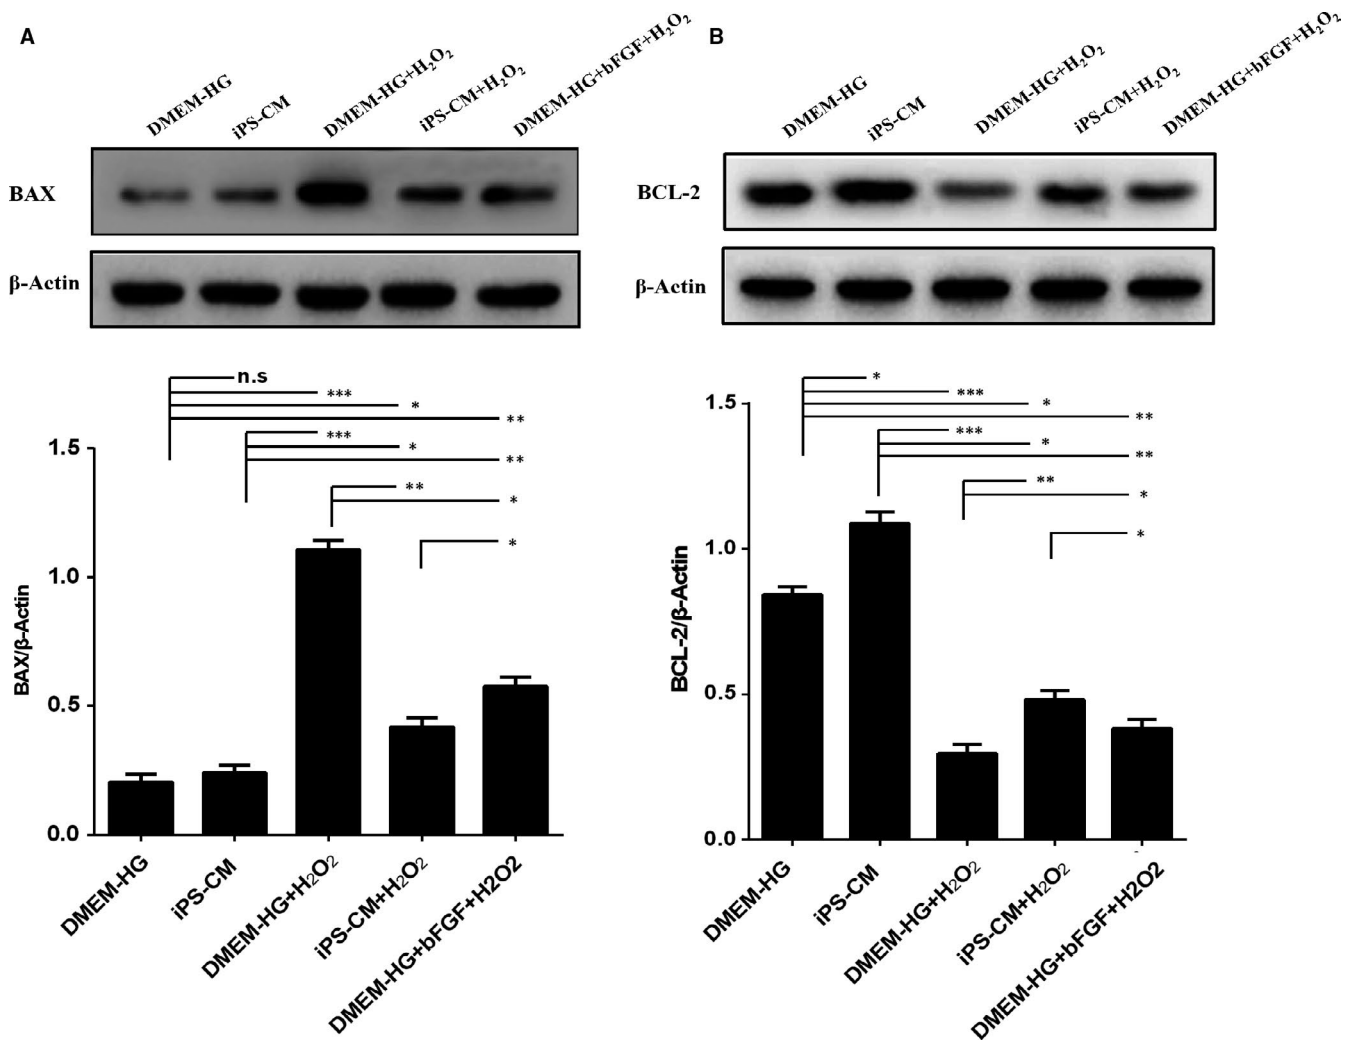 A
DMEM-HG
iPS-CM
DMEM-HG+H₂O₂
iPS-CM+H₂O₂
DMEM-HG+bFGF+H₂O₂
BAX
β-Actin
n.s
***
*
**
***
*
**
**
*
*
1.5
1.0
0.5
0.0
BAX/β-Actin
DMEM-HG
iPS-CM
DMEM-HG+H₂O₂
iPS-CM+H₂O₂
DMEM-HG+bFGF+H2O2
B
DMEM-HG
iPS-CM
DMEM-HG+H₂O₂
iPS-CM+H₂O₂
DMEM-HG+bFGF+H₂O₂
BCL-2
β-Actin
*
***
*
**
***
*
**
**
*
*
1.5
1.0
0.5
0.0
BCL-2/β-Actin
DMEM-HG
iPS-CM
DMEM-HG+H₂O₂
iPS-CM+H₂O₂
DMEM-HG+bFGF+H2O2